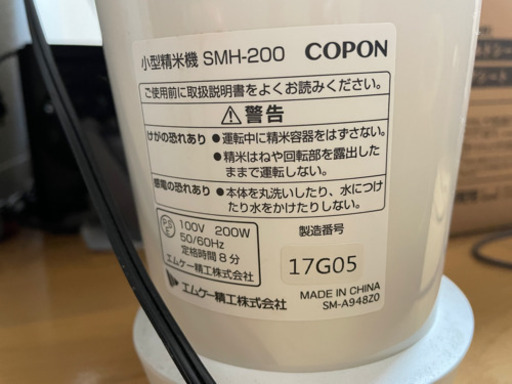 小型精米機 SMH-200 COPON
ご使用前に取扱説明書をよくお読みください。
警告
けがの恐れあり ●運転中に精米容器をはずさない。
●精米はねや回転部を露出した
ままで運転しない。
感電の恐れあり ●本体を丸洗いしたり、水につけ
たり水をかけたりしない。
100V 200W
50/60Hz
定格時間8分
エムケー精工株式会社
製造番号
17G05
エムケー精工株式会社
MADE IN CHINA
SM-A948Z0